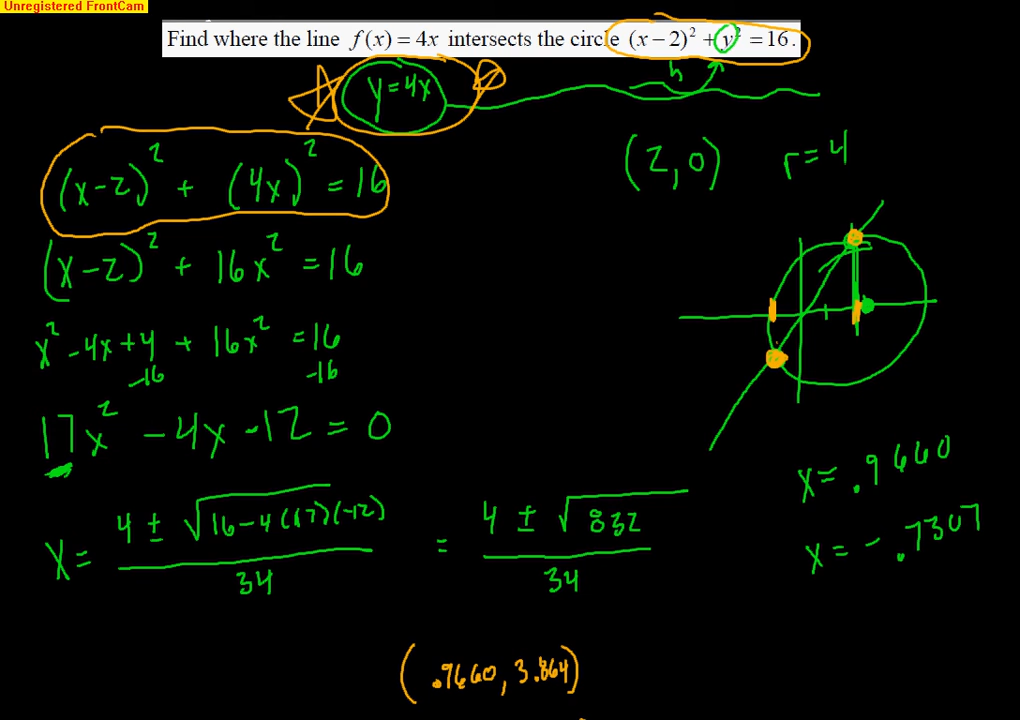 Unregistered FrontCam
Find where the line f(x) = 4x intersects the circle (x − 2)² + y² = 16.
y = 4x
h
(2, 0) r = 4
(x − 2)² + (4x)² = 16
(x − 2)² + 16x² = 16
x² − 4x + 4 + 16x² = 16
−16 −16
17x² − 4x − 12 = 0
x = .9660
x = (4 ± √(16 − 4(17)(−12))) / 34 = (4 ± √832) / 34
x = −.7307
(.9660, 3.864)